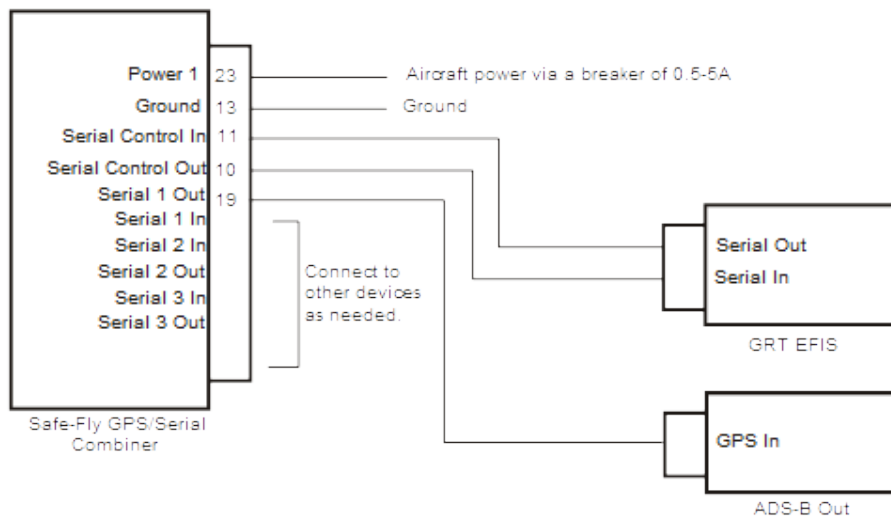 Power 1 23 Aircraft power via a breaker of 0.5-5A
Ground 13 Ground
Serial Control In 11
Serial Control Out 10
Serial 1 Out 19
Serial 1 In
Serial 2 In
Serial 2 Out
Serial 3 In
Serial 3 Out
Connect to
other devices
as needed.
Safe-Fly GPS/Serial
Combiner
Serial Out
Serial In
GRT EFIS
GPS In
ADS-B Out